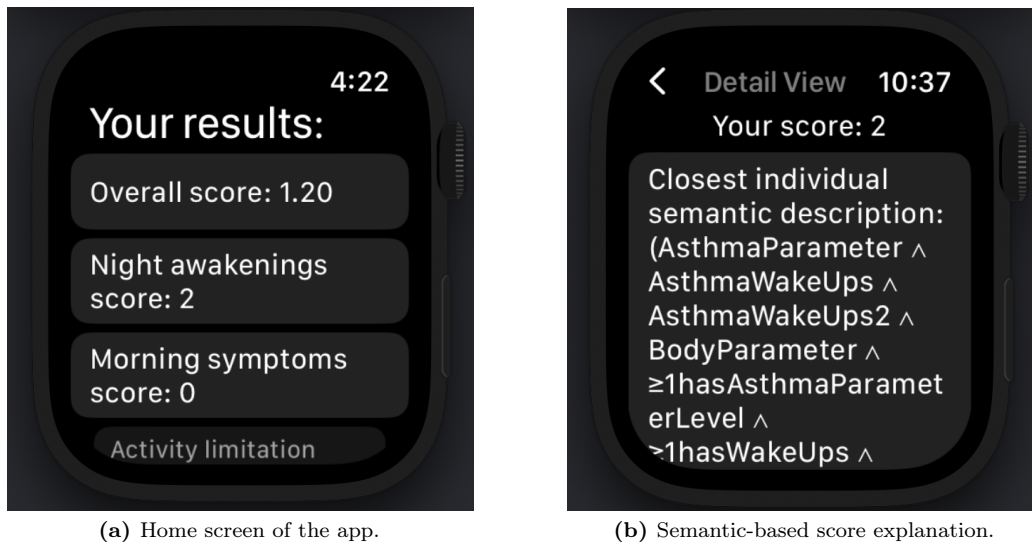 4:22
Your results:
Overall score: 1.20
Night awakenings
score: 2
Morning symptoms
score: 0
Activity limitation
(a) Home screen of the app.
Detail View 10:37
Your score: 2
Closest individual
semantic description:
(AsthmaParameter ∧
AsthmaWakeUps ∧
AsthmaWakeUps2 ∧
BodyParameter ∧
≥1hasAsthmaParamet
erLevel ∧
≥1hasWakeUps ∧
(b) Semantic-based score explanation.